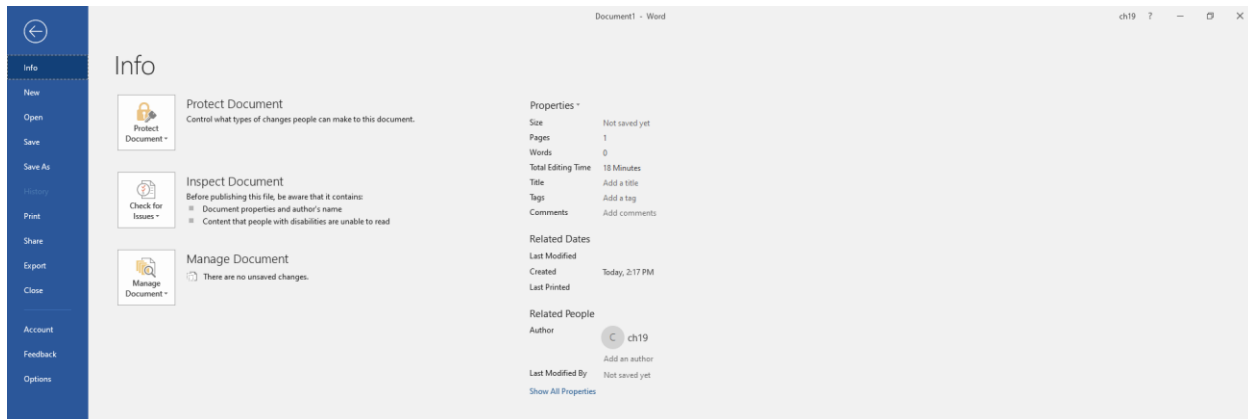 Document1 - Word
ch19 ?
Info
New
Open
Save
Save As
History
Print
Share
Export
Close
Account
Feedback
Options
Info
Protect Document
Protect Document
Control what types of changes people can make to this document.
Check for Issues
Inspect Document
Before publishing this file, be aware that it contains:
Document properties and author's name
Content that people with disabilities are unable to read
Manage Document
Manage Document
There are no unsaved changes.
Properties
Size Not saved yet
Pages 1
Words 0
Total Editing Time 18 Minutes
Title Add a title
Tags Add a tag
Comments Add comments
Related Dates
Last Modified
Created Today, 2:17 PM
Last Printed
Related People
Author C ch19
Add an author
Last Modified By Not saved yet
Show All Properties